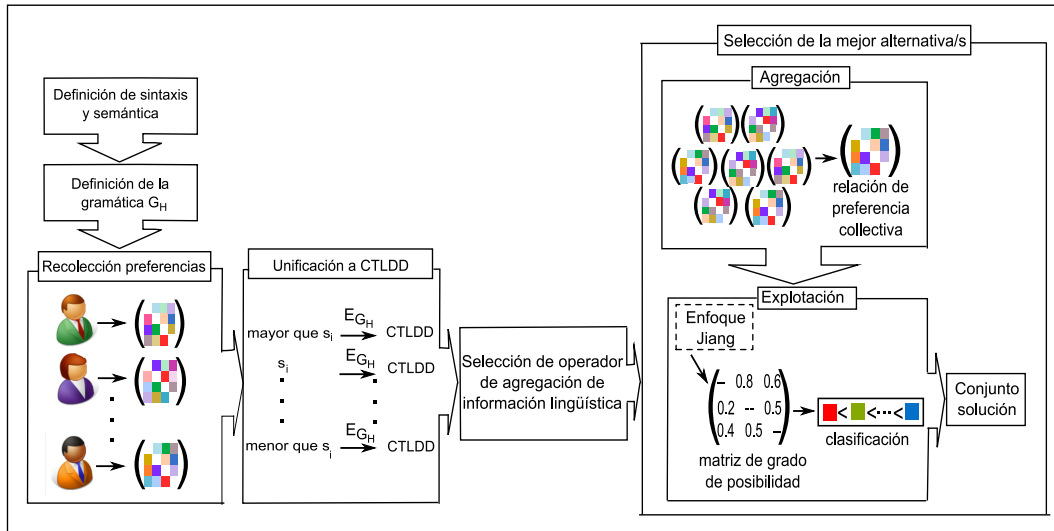 Definición de sintaxis
y semántica
Definición de la
gramática G_H
Recolección preferencias
Unificación a CTLDD
mayor que s_i
E_G_H
CTLDD
s_i
E_G_H
CTLDD
menor que s_i
E_G_H
CTLDD
Selección de operador
de agregación de
información lingüística
Selección de la mejor alternativa/s
Agregación
relación de
preferencia
collectiva
Explotación
Enfoque
Jiang
– 0.8 0.6
0.2 -- 0.5
0.4 0.5 –
matriz de grado
de posibilidad
< < ··· <
clasificación
Conjunto
solución